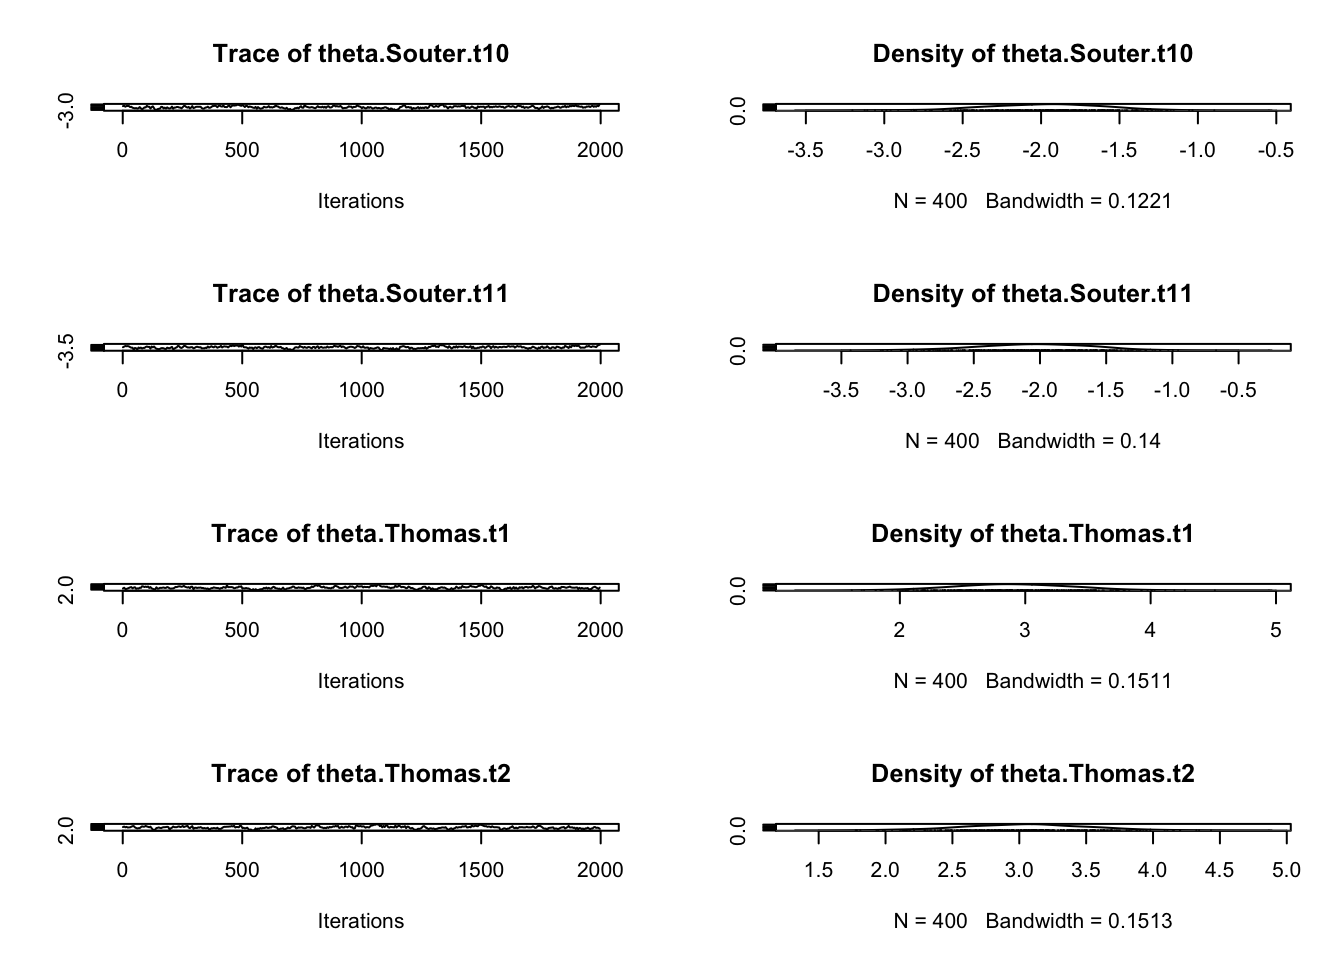 Trace of theta.Souter.t10
-3.0
0 500 1000 1500 2000
Iterations
Density of theta.Souter.t10
0.0
-3.5 -3.0 -2.5 -2.0 -1.5 -1.0 -0.5
N = 400 Bandwidth = 0.1221
Trace of theta.Souter.t11
-3.5
0 500 1000 1500 2000
Iterations
Density of theta.Souter.t11
0.0
-3.5 -3.0 -2.5 -2.0 -1.5 -1.0 -0.5
N = 400 Bandwidth = 0.14
Trace of theta.Thomas.t1
2.0
0 500 1000 1500 2000
Iterations
Density of theta.Thomas.t1
0.0
2 3 4 5
N = 400 Bandwidth = 0.1511
Trace of theta.Thomas.t2
2.0
0 500 1000 1500 2000
Iterations
Density of theta.Thomas.t2
0.0
1.5 2.0 2.5 3.0 3.5 4.0 4.5 5.0
N = 400 Bandwidth = 0.1513